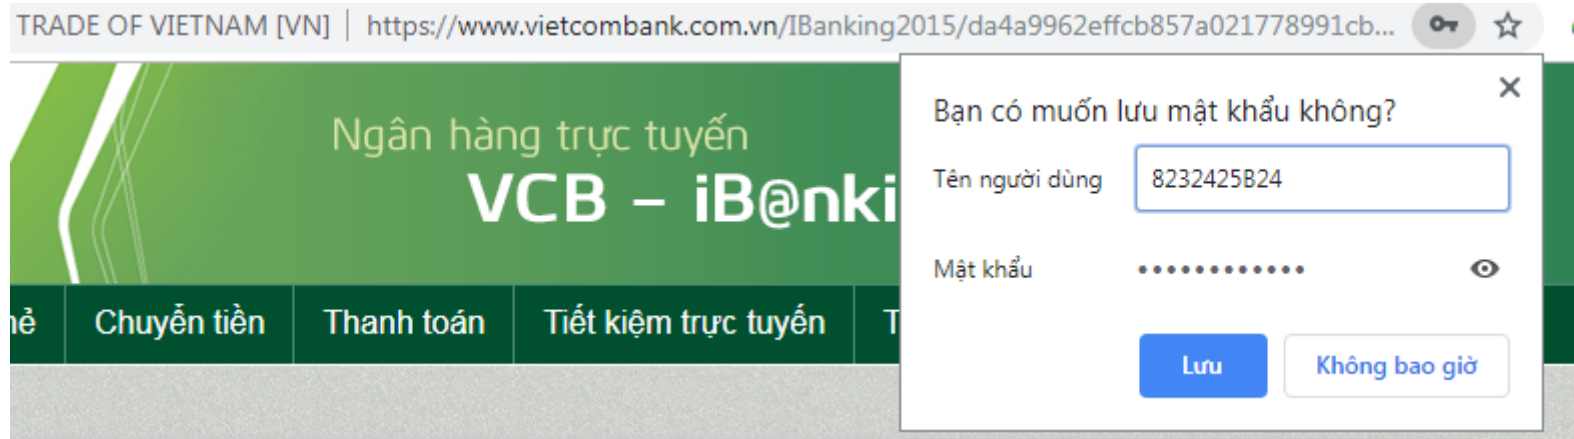 TRADE OF VIETNAM [VN] | https://www.vietcombank.com.vn/IBanking2015/da4a9962effcb857a021778991cb...
Ngân hàng trực tuyến
VCB – iB@nki
Bạn có muốn lưu mật khẩu không?
Tên người dùng 8232425B24
Mật khẩu ••••••••••••
Lưu Không bao giờ
Chuyển tiền Thanh toán Tiết kiệm trực tuyến T